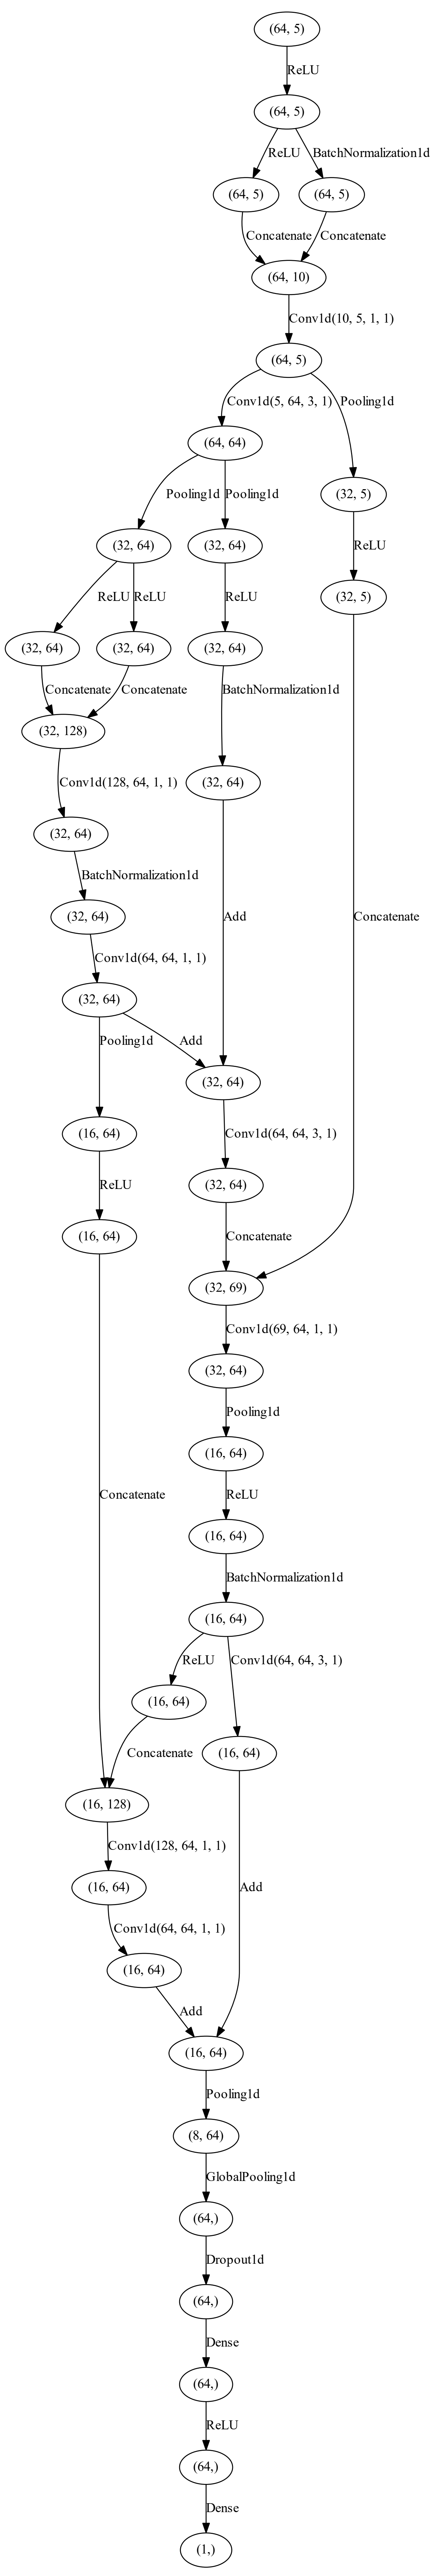 (64, 5)
ReLU
(64, 5)
ReLU BatchNormalization1d
(64, 5) (64, 5)
Concatenate Concatenate
(64, 10)
Conv1d(10, 5, 1, 1)
(64, 5)
Conv1d(5, 64, 3, 1) Pooling1d
(64, 64)
Pooling1d Pooling1d
(32, 5)
(32, 64) (32, 64)
ReLU
ReLU ReLU ReLU
(32, 5)
(32, 64) (32, 64) (32, 64)
Concatenate Concatenate BatchNormalization1d
(32, 128)
Conv1d(128, 64, 1, 1) (32, 64)
(32, 64)
BatchNormalization1d
(32, 64) Add Concatenate
Conv1d(64, 64, 1, 1)
(32, 64)
Pooling1d Add
(32, 64)
(16, 64) Conv1d(64, 64, 3, 1)
ReLU (32, 64)
(16, 64) Concatenate
(32, 69)
Conv1d(69, 64, 1, 1)
(32, 64)
Pooling1d
(16, 64)
Concatenate ReLU
(16, 64)
BatchNormalization1d
(16, 64)
ReLU Conv1d(64, 64, 3, 1)
(16, 64)
Concatenate (16, 64)
(16, 128)
Conv1d(128, 64, 1, 1)
(16, 64) Add
Conv1d(64, 64, 1, 1)
(16, 64)
Add
(16, 64)
Pooling1d
(8, 64)
GlobalPooling1d
(64,)
Dropout1d
(64,)
Dense
(64,)
ReLU
(64,)
Dense
(1,)